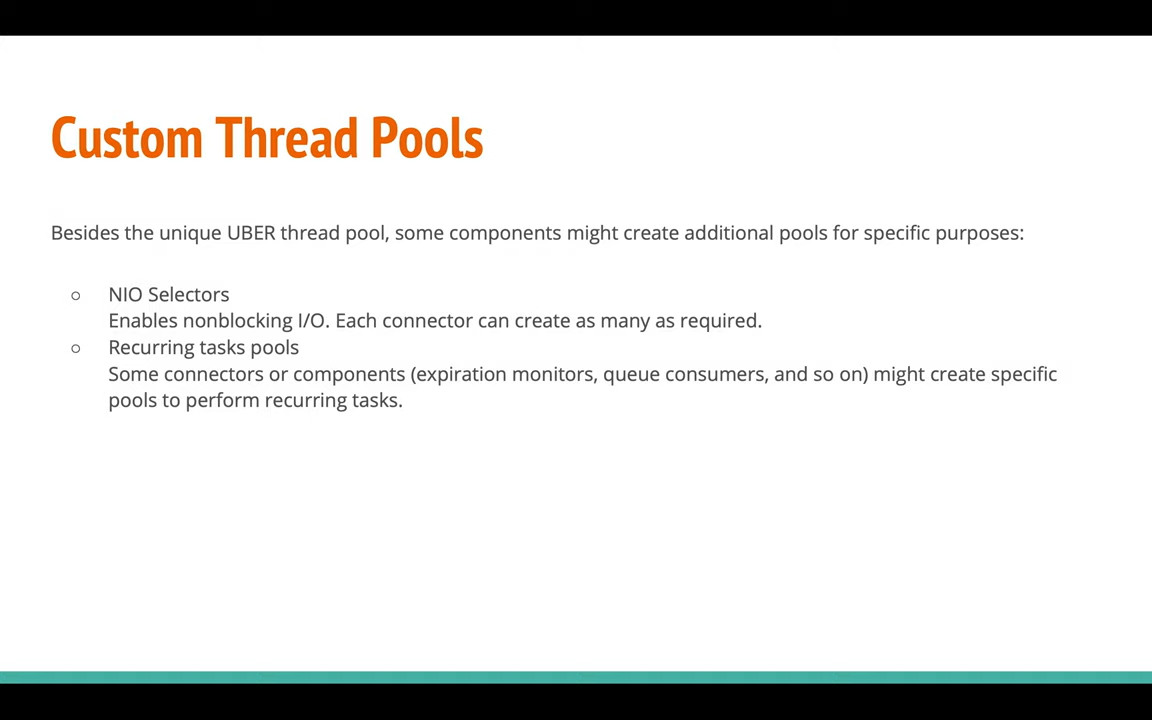 Custom Thread Pools
Besides the unique UBER thread pool, some components might create additional pools for specific purposes:
○ NIO Selectors
Enables nonblocking I/O. Each connector can create as many as required.
○ Recurring tasks pools
Some connectors or components (expiration monitors, queue consumers, and so on) might create specific
pools to perform recurring tasks.